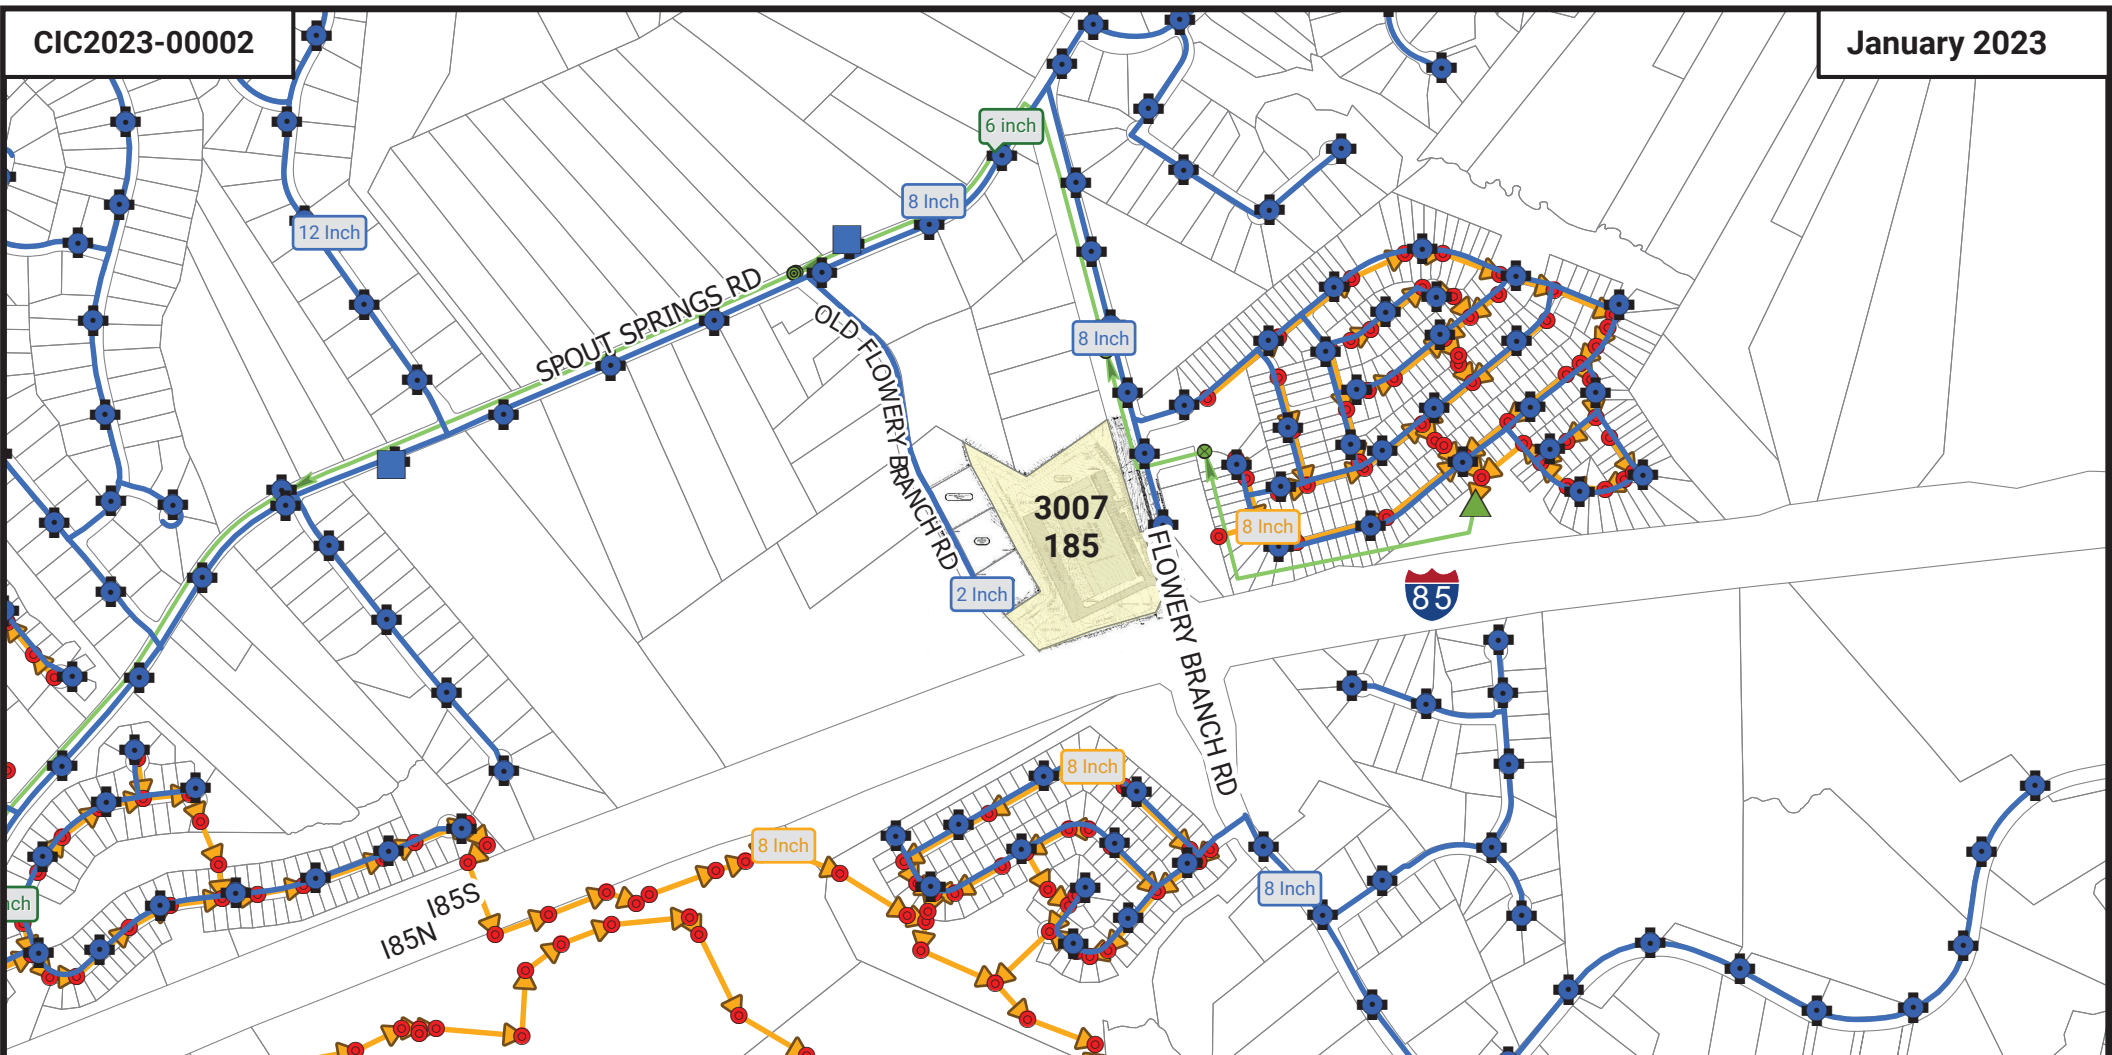 CIC2023-00002
January 2023
6 inch
8 Inch
12 Inch
SPOUT SPRINGS RD
OLD FLOWERY BRANCH RD
8 Inch
3007
185
8 Inch
2 Inch
FLOWERY BRANCH RD
85
8 Inch
8 Inch
8 Inch
nch
I85S
I85N